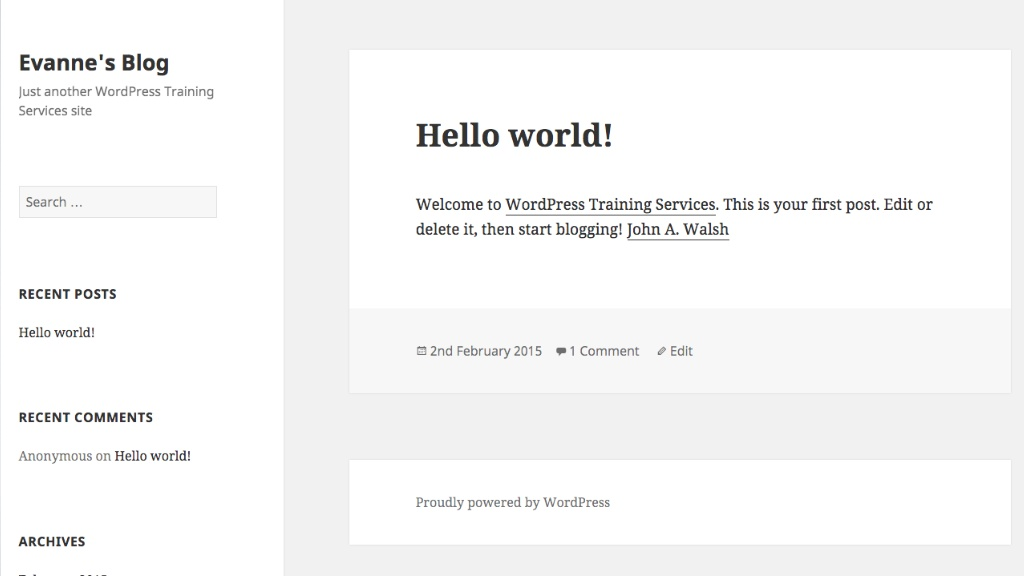 Evanne's Blog
Just another WordPress Training
Services site
Search ...
RECENT POSTS
Hello world!
RECENT COMMENTS
Anonymous on Hello world!
ARCHIVES
Hello world!
Welcome to WordPress Training Services. This is your first post. Edit or
delete it, then start blogging! John A. Walsh
2nd February 2015 1 Comment Edit
Proudly powered by WordPress